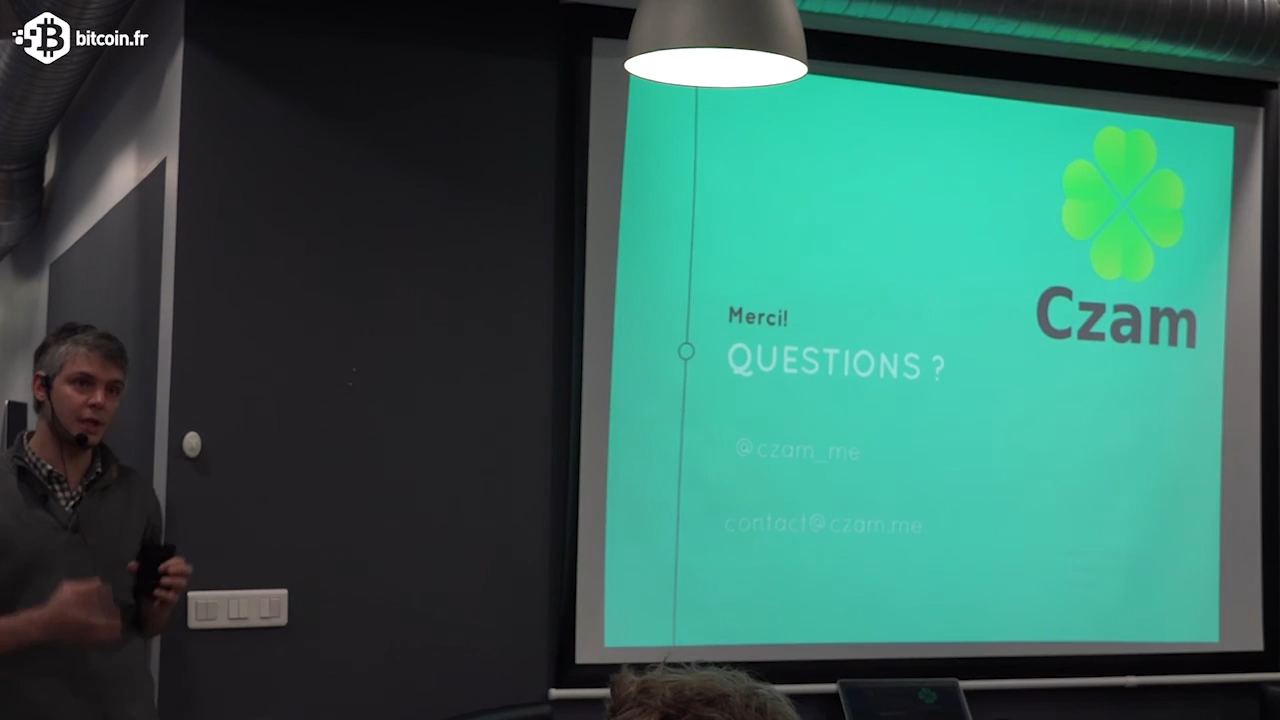 bitcoin.fr
Czam
Merci!
QUESTIONS ?
@czam_me
contact@czam.me